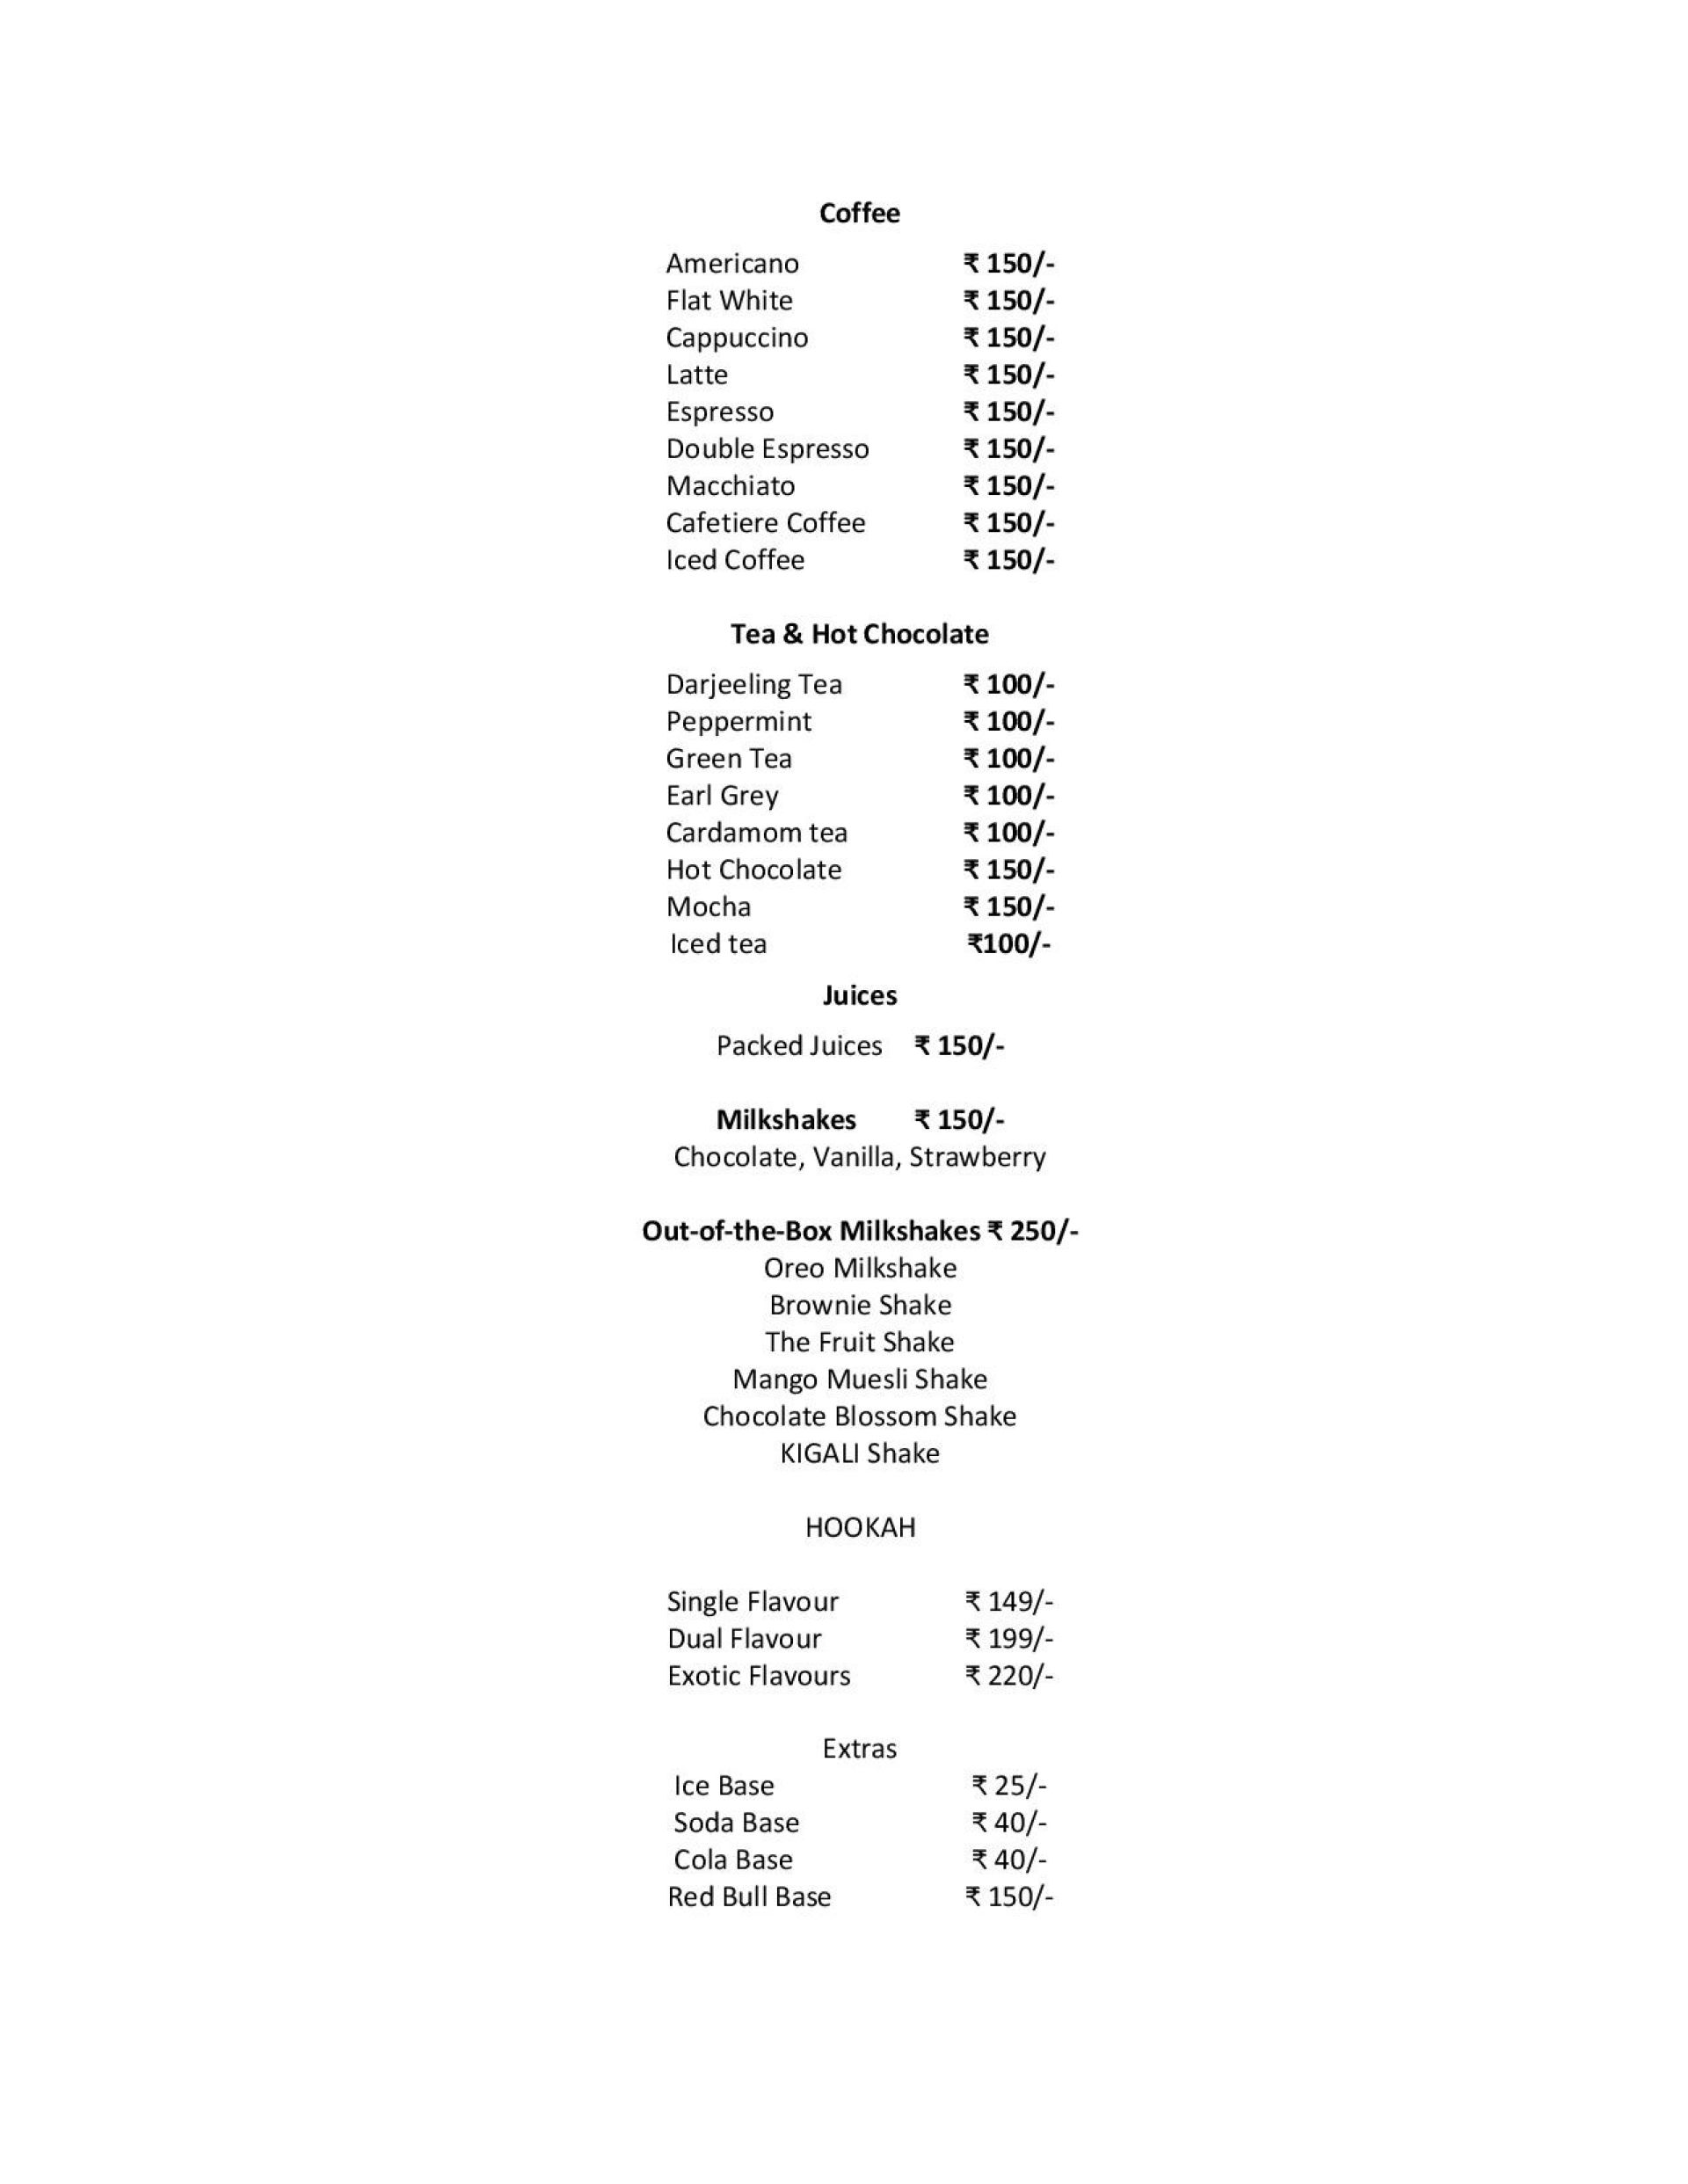 Coffee
Americano ₹ 150/-
Flat White ₹ 150/-
Cappuccino ₹ 150/-
Latte ₹ 150/-
Espresso ₹ 150/-
Double Espresso ₹ 150/-
Macchiato ₹ 150/-
Cafetiere Coffee ₹ 150/-
Iced Coffee ₹ 150/-
Tea & Hot Chocolate
Darjeeling Tea ₹ 100/-
Peppermint ₹ 100/-
Green Tea ₹ 100/-
Earl Grey ₹ 100/-
Cardamom tea ₹ 100/-
Hot Chocolate ₹ 150/-
Mocha ₹ 150/-
Iced tea ₹100/-
Juices
Packed Juices ₹ 150/-
Milkshakes ₹ 150/-
Chocolate, Vanilla, Strawberry
Out-of-the-Box Milkshakes ₹ 250/-
Oreo Milkshake
Brownie Shake
The Fruit Shake
Mango Muesli Shake
Chocolate Blossom Shake
KIGALI Shake
HOOKAH
Single Flavour ₹ 149/-
Dual Flavour ₹ 199/-
Exotic Flavours ₹ 220/-
Extras
Ice Base ₹ 25/-
Soda Base ₹ 40/-
Cola Base ₹ 40/-
Red Bull Base ₹ 150/-